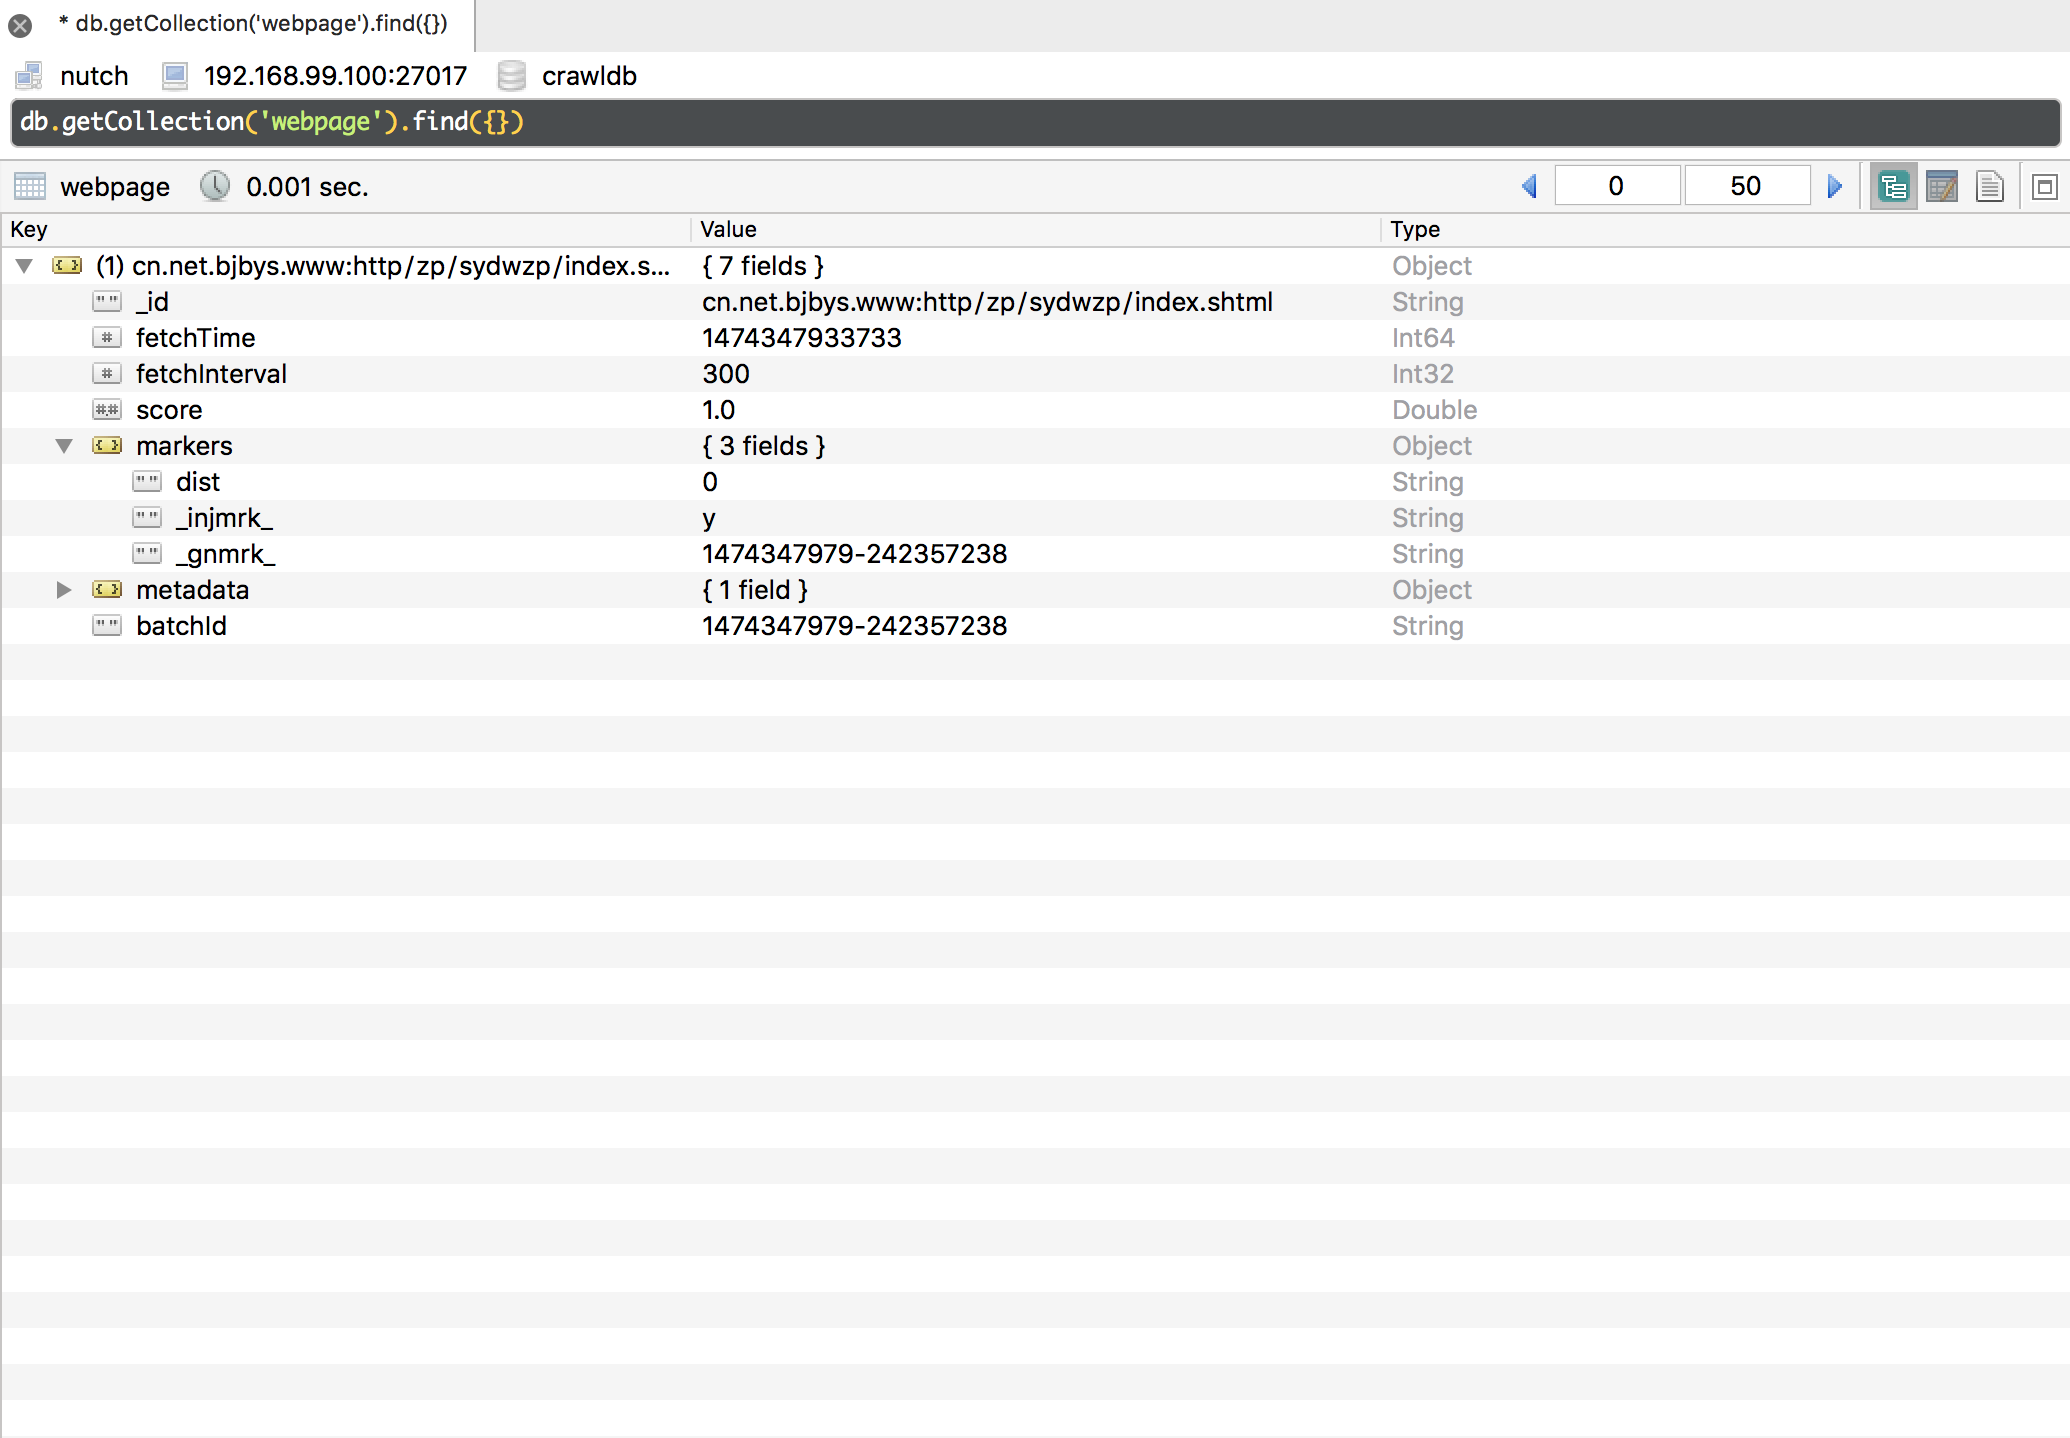 * db.getCollection('webpage').find({})
nutch 192.168.99.100:27017 crawldb
db.getCollection('webpage').find({})
webpage 0.001 sec. 0 50
Key Value Type
(1) cn.net.bjbys.www:http/zp/sydwzp/index.s... { 7 fields } Object
_id cn.net.bjbys.www:http/zp/sydwzp/index.shtml String
fetchTime 1474347933733 Int64
fetchInterval 300 Int32
score 1.0 Double
markers { 3 fields } Object
dist 0 String
_injmrk_ y String
_gnmrk_ 1474347979-242357238 String
metadata { 1 field } Object
batchId 1474347979-242357238 String